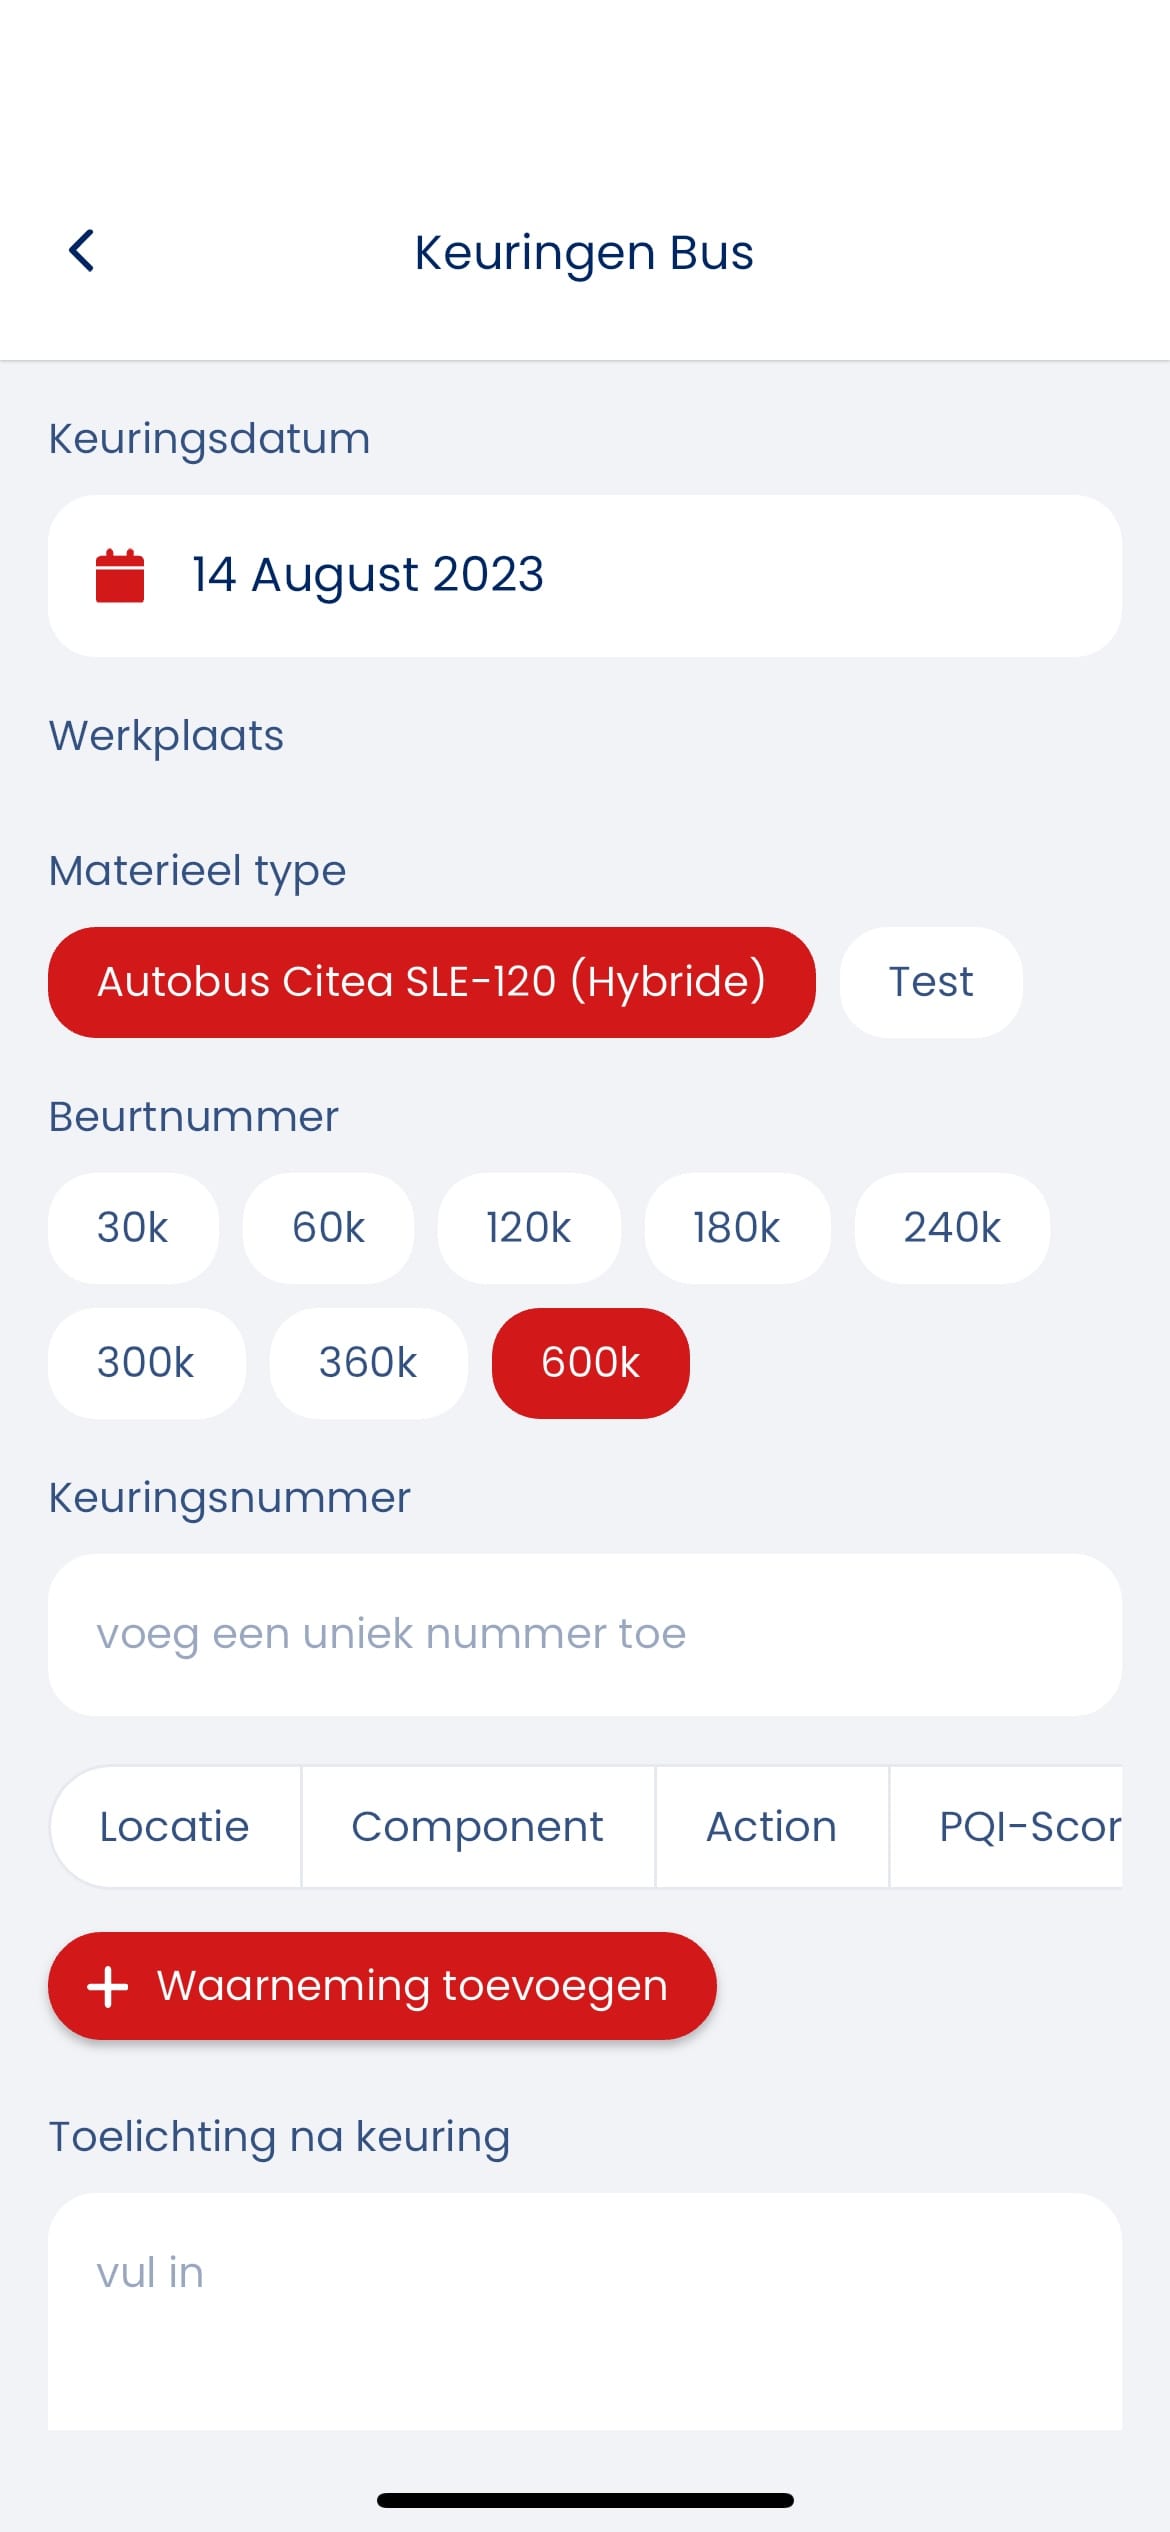 Keuringen Bus
Keuringsdatum
14 August 2023
Werkplaats
Materieel type
Autobus Citea SLE-120 (Hybride) Test
Beurtnummer
30k 60k 120k 180k 240k
300k 360k 600k
Keuringsnummer
voeg een uniek nummer toe
Locatie Component Action PQI-Scor
Waarneming toevoegen
Toelichting na keuring
vul in